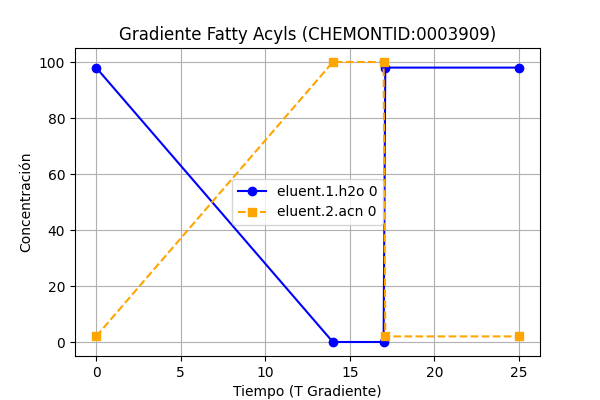 Gradiente Fatty Acyls (CHEMONTID:0003909)
Concentración
100
80
60
40
20
0
eluent.1.h2o 0
eluent.2.acn 0
0 5 10 15 20 25
Tiempo (T Gradiente)